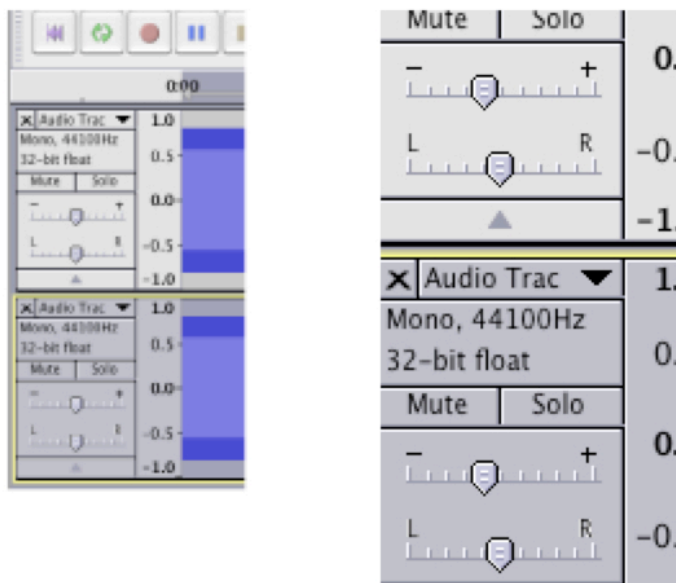 0:00
X Audio Trac ▼ 1.0
Mono, 44100Hz
32-bit float 0.5
Mute Solo
- + 0.0
L R -0.5
-1.0
X Audio Trac ▼ 1.0
Mono, 44100Hz
32-bit float 0.5
Mute Solo
- + 0.0
L R -0.5
-1.0
Mute Solo
- + 0.
L R -0.
-1.
X Audio Trac ▼ 1.
Mono, 44100Hz
32-bit float 0.
Mute Solo
- + 0.
L R -0.